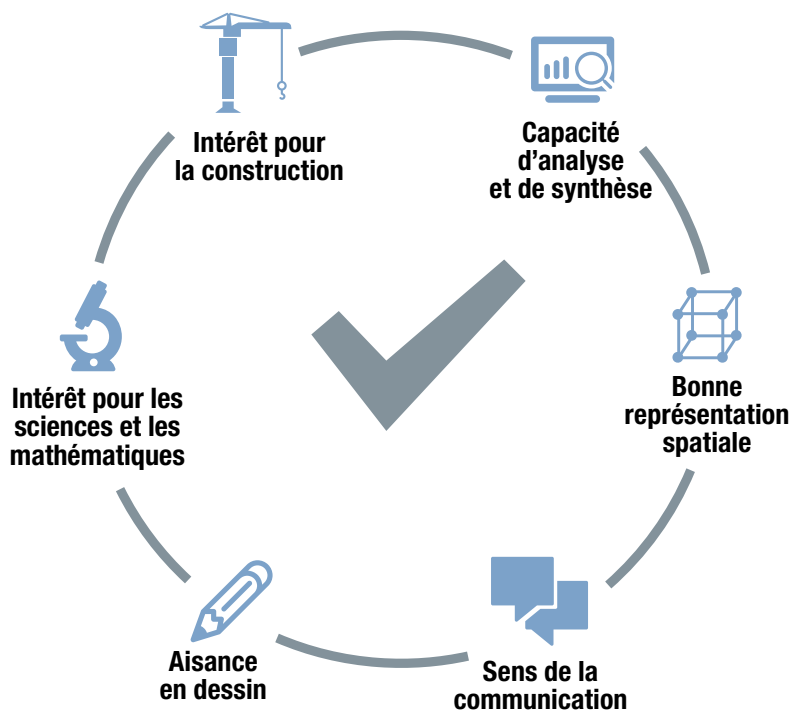 Intérêt pour
la construction
Capacité
d’analyse
et de synthèse
Bonne
représentation
spatiale
Sens de la
communication
Aisance
en dessin
Intérêt pour les
sciences et les
mathématiques